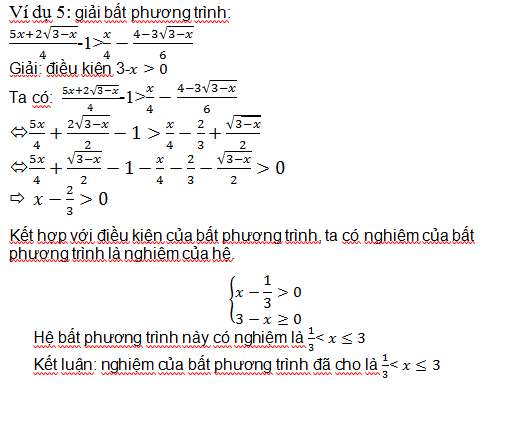 Ví dụ 5: giải bất phương trình:
\frac{5x+2\sqrt{3-x}}{4}-1>\frac{x}{4}-\frac{4-3\sqrt{3-x}}{6}
Giải: điều kiện 3-x > 0
Ta có: \frac{5x+2\sqrt{3-x}}{4}-1>\frac{x}{4}-\frac{4-3\sqrt{3-x}}{6}
⇔\frac{5x}{4}+\frac{2\sqrt{3-x}}{2}-1>\frac{x}{4}-\frac{2}{3}+\frac{\sqrt{3-x}}{2}
⇔\frac{5x}{4}+\frac{\sqrt{3-x}}{2}-1-\frac{x}{4}-\frac{2}{3}-\frac{\sqrt{3-x}}{2}>0
⇨ x-\frac{2}{3}>0
Kết hợp với điều kiện của bất phương trình, ta có nghiệm của bất
phương trình là nghiệm của hệ.
\begin{cases}x-\frac{1}{3}>0\\3-x\ge 0\end{cases}
Hệ bất phương trình này có nghiệm là \frac{1}{3}< x ≤ 3
Kết luận: nghiệm của bất phương trình đã cho là \frac{1}{3}< x ≤ 3